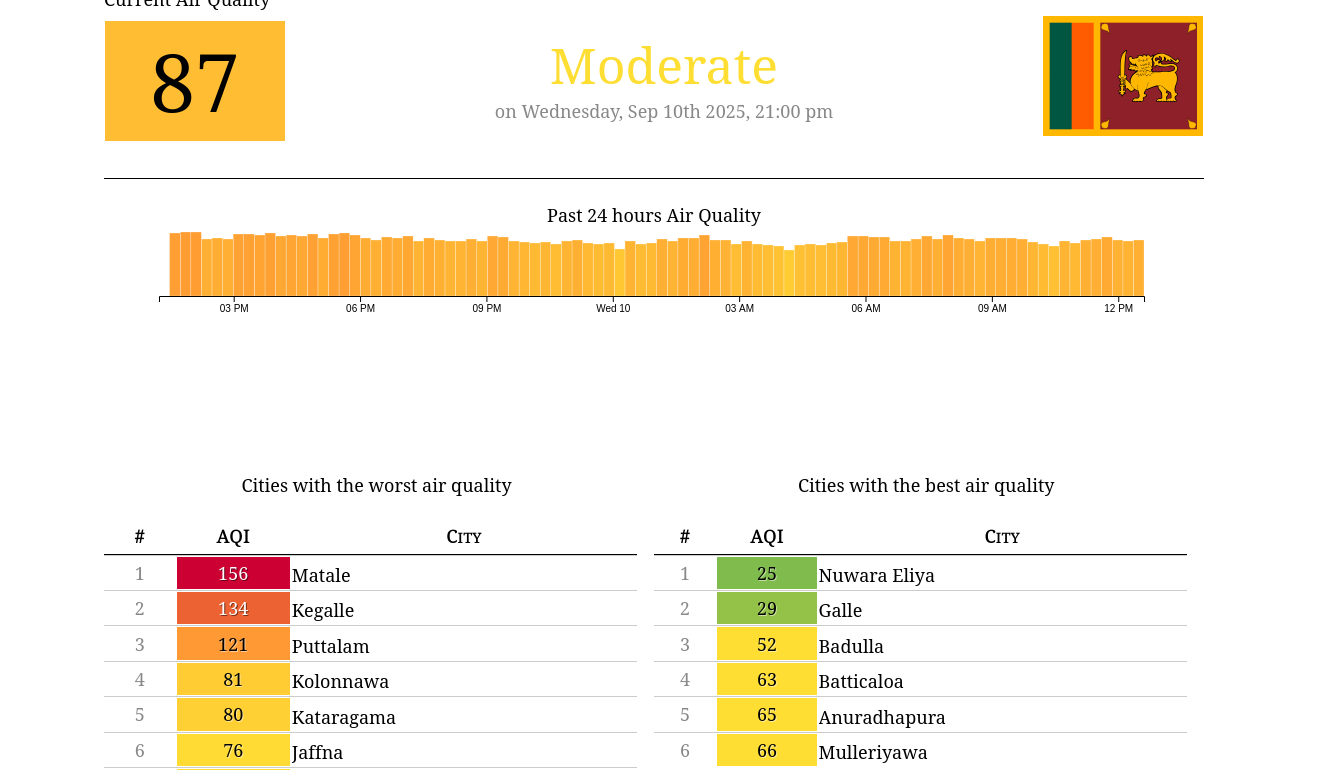 Current Air Quality
87
Moderate
on Wednesday, Sep 10th 2025, 21:00 pm
Past 24 hours Air Quality
03 PM 06 PM 09 PM Wed 10 03 AM 06 AM 09 AM 12 PM
Cities with the worst air quality
# AQI City
1 156 Matale
2 134 Kegalle
3 121 Puttalam
4 81 Kolonnawa
5 80 Kataragama
6 76 Jaffna
Cities with the best air quality
# AQI City
1 25 Nuwara Eliya
2 29 Galle
3 52 Badulla
4 63 Batticaloa
5 65 Anuradhapura
6 66 Mulleriyawa